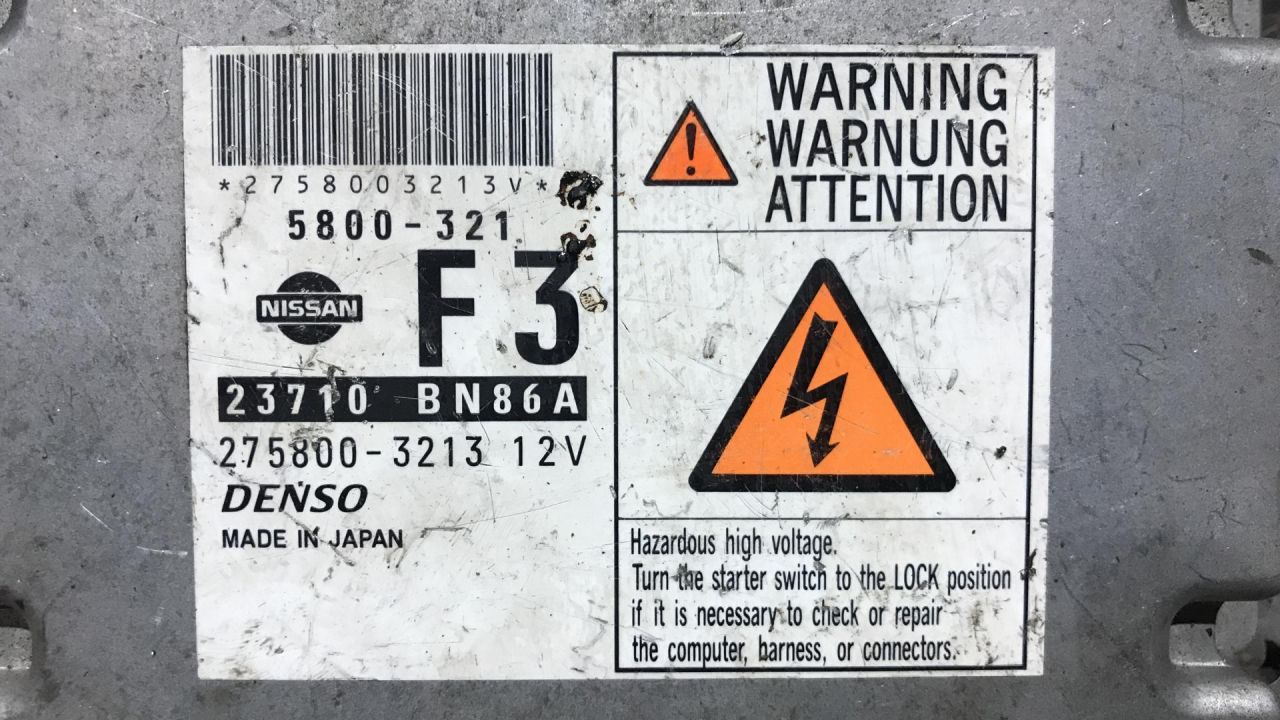 *2758003213V*
5800-321
F3
NISSAN
23710 BN86A
275800-3213 12V
DENSO
MADE IN JAPAN
WARNING
WARNUNG
ATTENTION
Hazardous high voltage.
Turn the starter switch to the LOCK position
if it is necessary to check or repair
the computer, harness, or connectors.